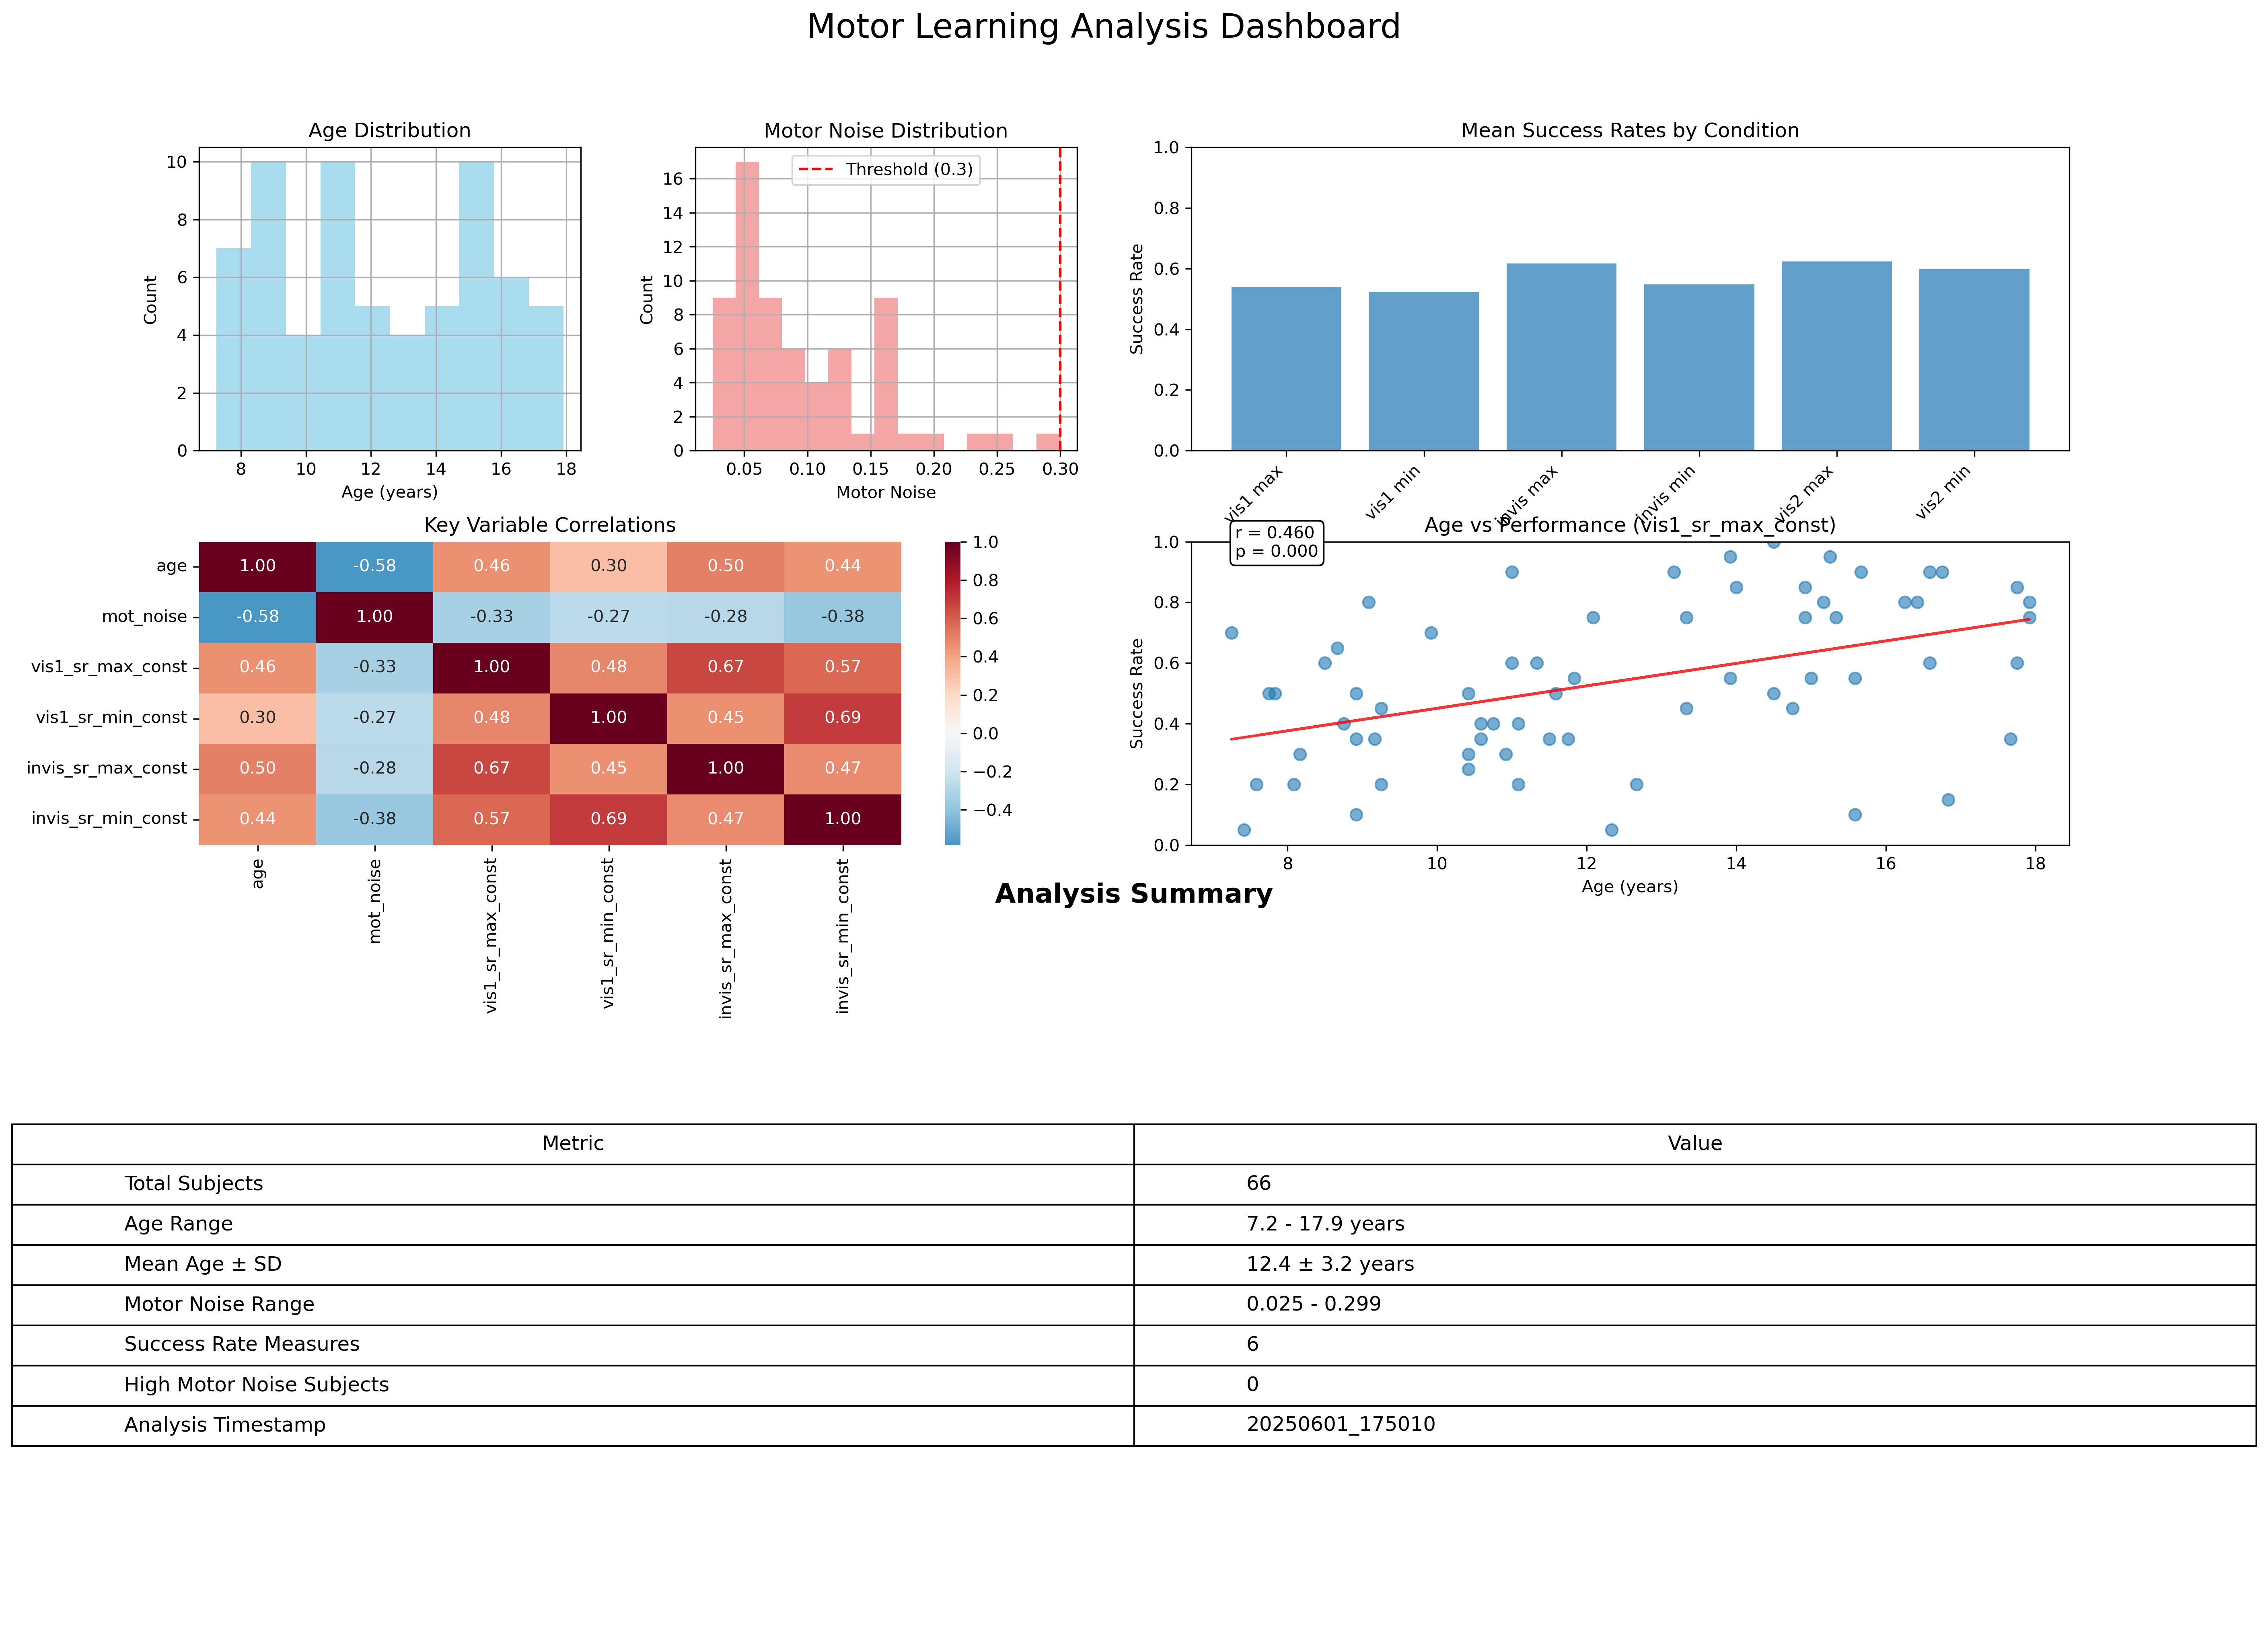 Motor Learning Analysis Dashboard
Age Distribution
10
8
6
4
2
0
Count
8 10 12 14 16 18
Age (years)
Motor Noise Distribution
Threshold (0.3)
16
14
12
10
8
6
4
2
0
Count
0.05 0.10 0.15 0.20 0.25 0.30
Motor Noise
Mean Success Rates by Condition
1.0
0.8
0.6
0.4
0.2
0.0
Success Rate
vis1 max
vis1 min
invis max
invis min
vis2 max
vis2 min
Key Variable Correlations
age 1.00 -0.58 0.46 0.30 0.50 0.44
mot_noise -0.58 1.00 -0.33 -0.27 -0.28 -0.38
vis1_sr_max_const 0.46 -0.33 1.00 0.48 0.67 0.57
vis1_sr_min_const 0.30 -0.27 0.48 1.00 0.45 0.69
invis_sr_max_const 0.50 -0.28 0.67 0.45 1.00 0.47
invis_sr_min_const 0.44 -0.38 0.57 0.69 0.47 1.00
age
mot_noise
vis1_sr_max_const
vis1_sr_min_const
invis_sr_max_const
invis_sr_min_const
1.0
0.8
0.6
0.4
0.2
0.0
−0.2
−0.4
Age vs Performance (vis1_sr_max_const)
r = 0.460
p = 0.000
1.0
0.8
0.6
0.4
0.2
0.0
Success Rate
8 10 12 14 16 18
Age (years)
Analysis Summary
Metric Value
Total Subjects 66
Age Range 7.2 - 17.9 years
Mean Age ± SD 12.4 ± 3.2 years
Motor Noise Range 0.025 - 0.299
Success Rate Measures 6
High Motor Noise Subjects 0
Analysis Timestamp 20250601_175010